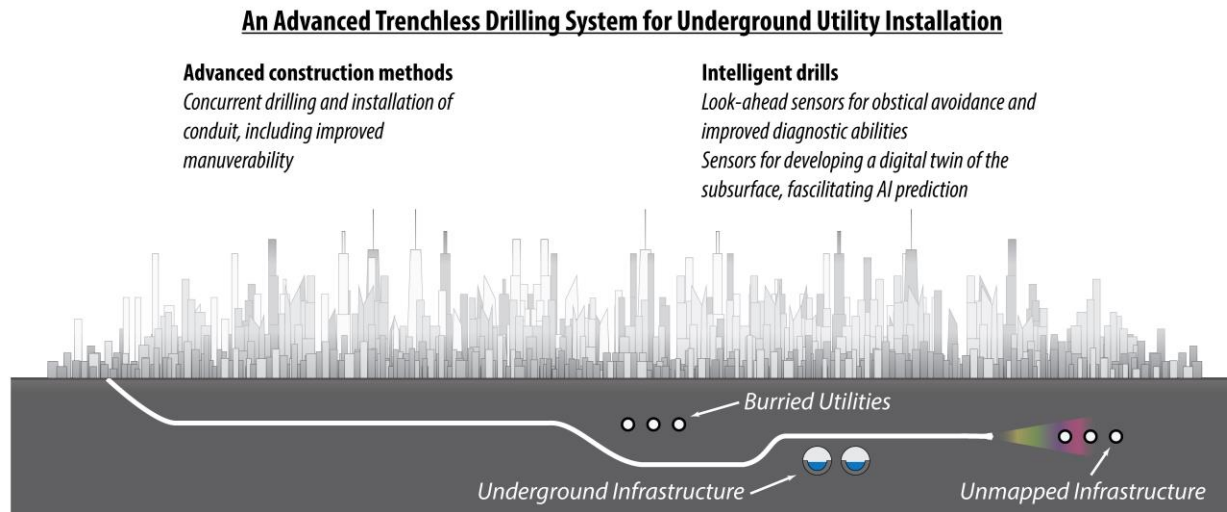 An Advanced Trenchless Drilling System for Underground Utility Installation
Advanced construction methods
Concurrent drilling and installation of
conduit, including improved
manuverability
Intelligent drills
Look-ahead sensors for obstical avoidance and
improved diagnostic abilities
Sensors for developing a digital twin of the
subsurface, fascilitating AI prediction
Burried Utilities
Underground Infrastructure
Unmapped Infrastructure